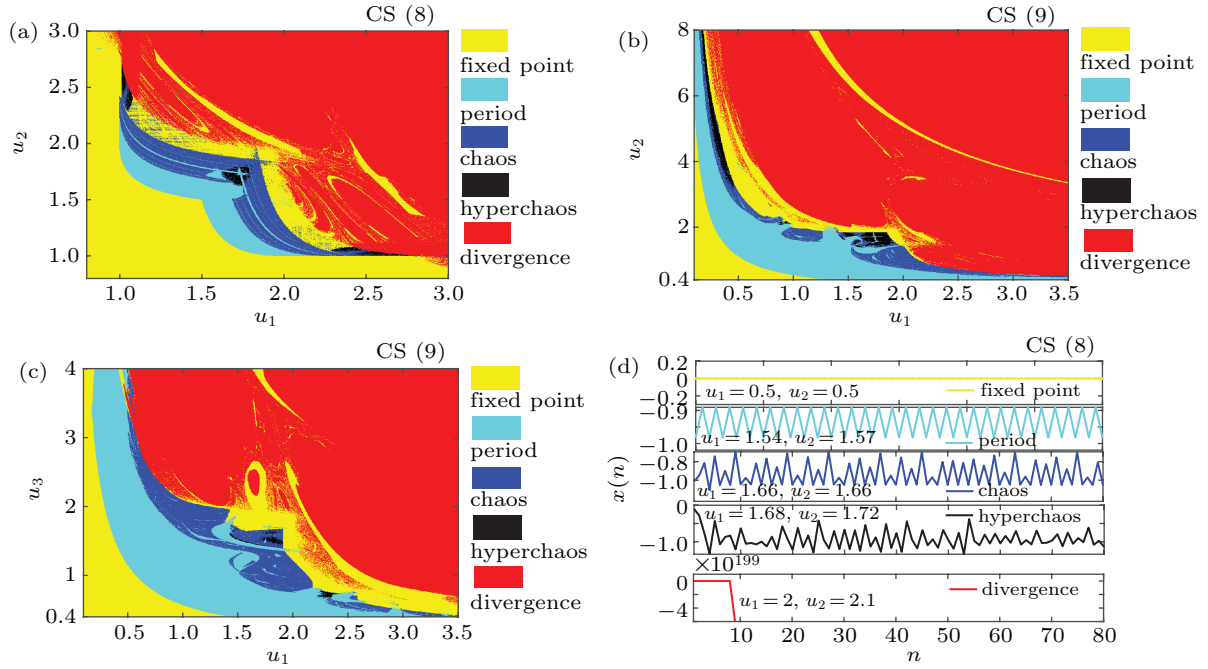 (a)
CS (8)
3.0
2.5
2.0
1.5
1.0
u2
1.0 1.5 2.0 2.5 3.0
u1
fixed point
period
chaos
hyperchaos
divergence
(b)
CS (9)
8
6
4
2
0.4
u2
0.5 1.0 1.5 2.0 2.5 3.0 3.5
u1
fixed point
period
chaos
hyperchaos
divergence
(c)
CS (9)
4
3
2
1
0.4
u3
0.5 1.0 1.5 2.0 2.5 3.0 3.5
u1
fixed point
period
chaos
hyperchaos
divergence
(d)
CS (8)
x(n)
0.2
0
−0.2
u1=0.5, u2=0.5 fixed point
−0.9
−1.0
u1=1.54, u2=1.57 period
−0.8
−1.0
u1=1.66, u2=1.66 chaos
0
−1.0
u1=1.68, u2=1.72 hyperchaos
×10^199
0
−4
u1=2, u2=2.1 divergence
10 20 30 40 50 60 70 80
n